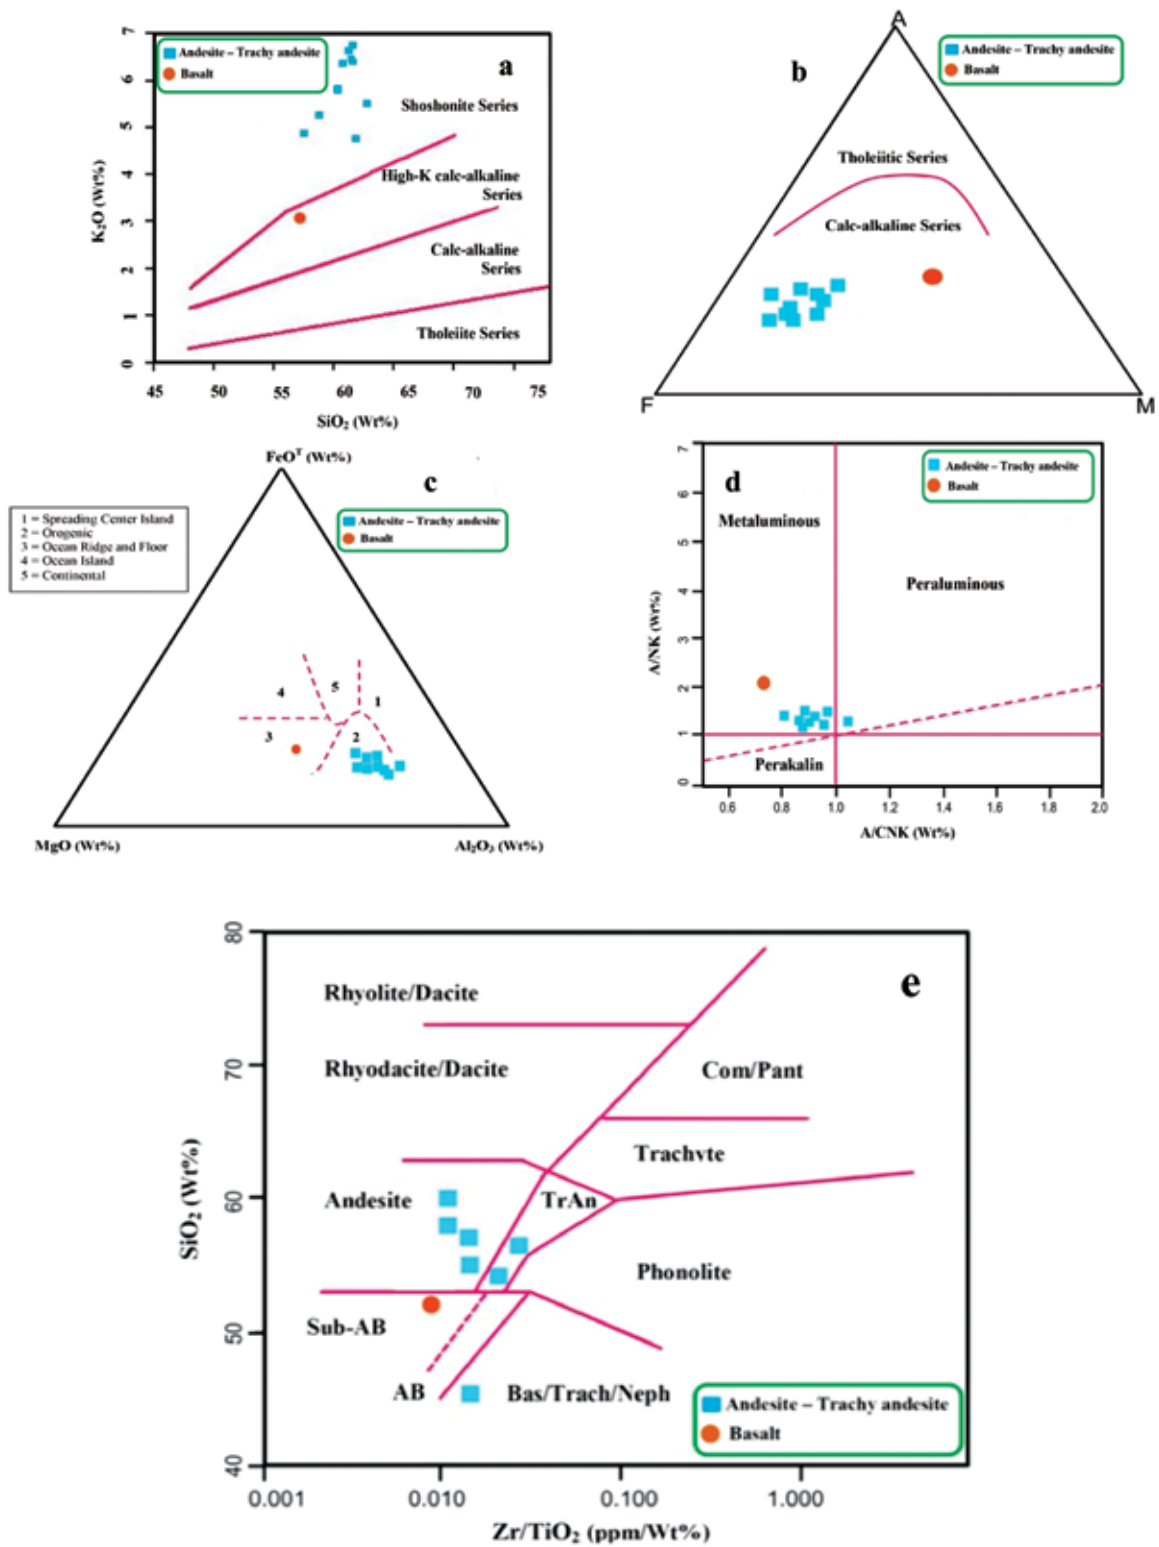 a
Andesite – Trachy andesite
Basalt
Shoshonite Series
High-K calc-alkaline
Series
Calc-alkaline
Series
Tholeiite Series
K₂O (Wt%)
7
6
5
4
3
2
1
0
45 55 60 65 70 75
SiO₂ (Wt%)
b
A
Andesite – Trachy andesite
Basalt
Tholeiitic Series
Calc-alkaline Series
F
M
c
FeOᵀ (Wt%)
1 = Spreading Center Island
2 = Orogenic
3 = Ocean Ridge and Floor
4 = Ocean Island
5 = Continental
Andesite – Trachy andesite
Basalt
4
5
1
3
2
MgO (Wt%)
Al₂O₃ (Wt%)
d
Andesite – Trachy andesite
Basalt
Metaluminous
Peraluminous
Perakalin
A/NK (Wt%)
7
6
5
4
3
2
1
0
0.6 0.8 1.0 1.4 1.6 1.8 2.0
A/CNK (Wt%)
e
Rhyolite/Dacite
Rhyodacite/Dacite
Com/Pant
Trachvte
Andesite
TrAn
Phonolite
Sub-AB
AB
Bas/Trach/Neph
Andesite – Trachy andesite
Basalt
SiO₂ (Wt%)
80
70
60
50
40
0.001 0.010 0.100 1.000
Zr/TiO₂ (ppm/Wt%)